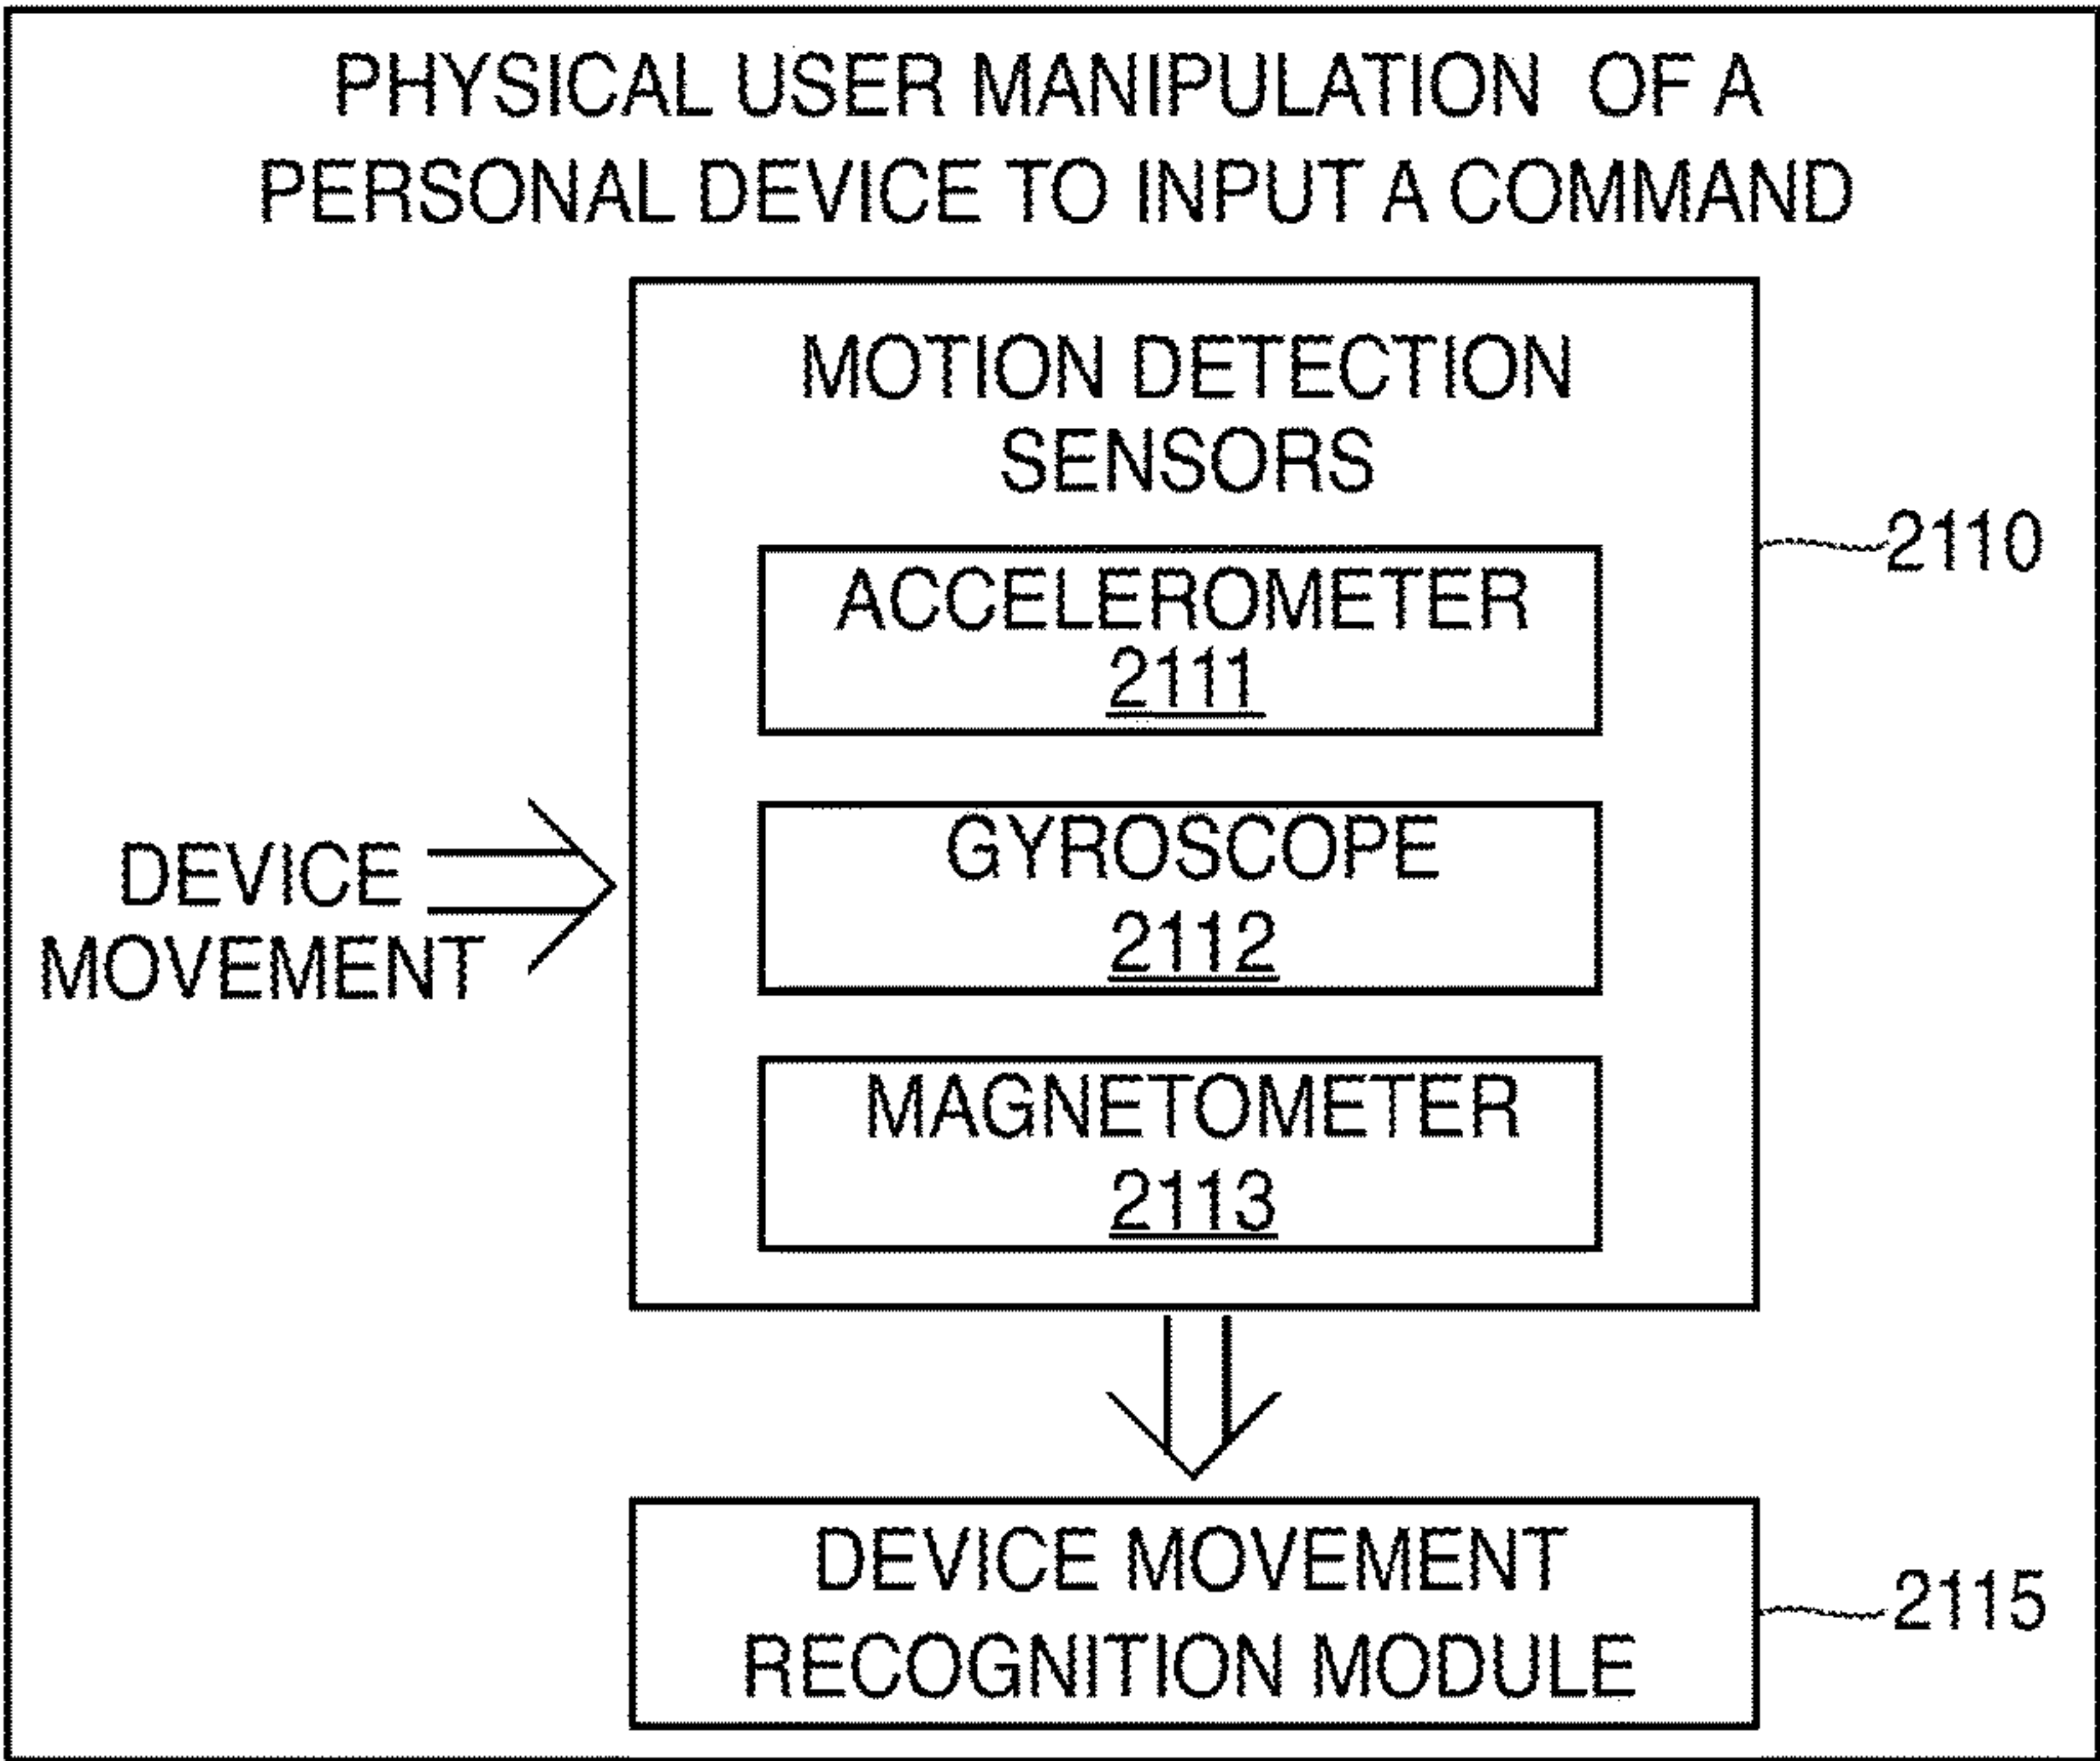 PHYSICAL USER MANIPULATION OF A
PERSONAL DEVICE TO INPUT A COMMAND
MOTION DETECTION
SENSORS
2110
ACCELEROMETER
2111
DEVICE
MOVEMENT
GYROSCOPE
2112
MAGNETOMETER
2113
DEVICE MOVEMENT
RECOGNITION MODULE
2115